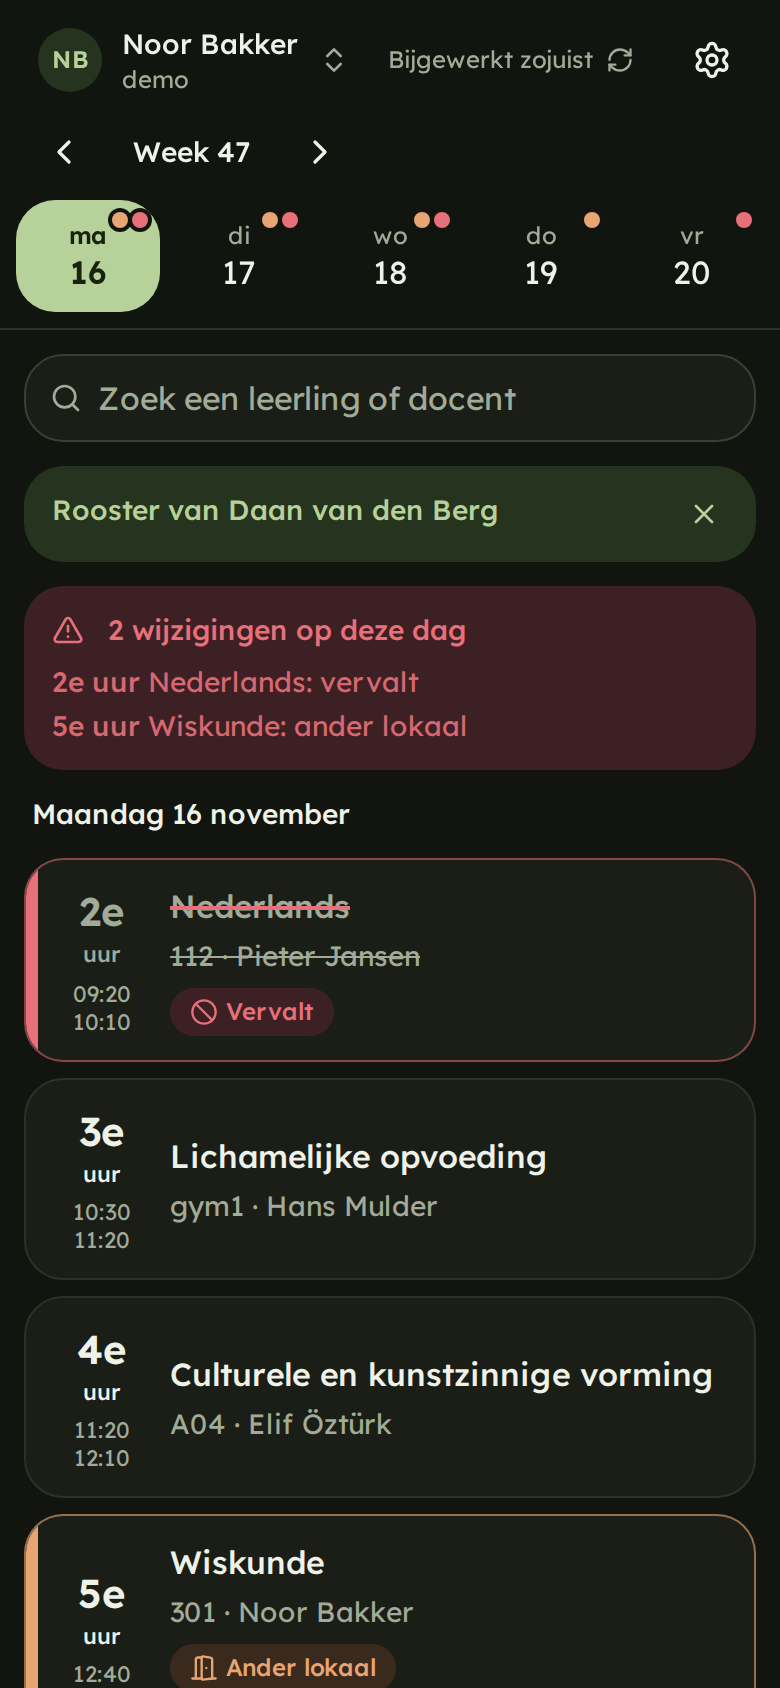 NB
Noor Bakker
demo
Bijgewerkt zojuist
Week 47
ma
16
di
17
wo
18
do
19
vr
20
Zoek een leerling of docent
Rooster van Daan van den Berg
2 wijzigingen op deze dag
2e uur Nederlands: vervalt
5e uur Wiskunde: ander lokaal
Maandag 16 november
2e
uur
09:20
10:10
Nederlands
112 · Pieter Jansen
Vervalt
3e
uur
10:30
11:20
Lichamelijke opvoeding
gym1 · Hans Mulder
4e
uur
11:20
12:10
Culturele en kunstzinnige vorming
A04 · Elif Öztürk
5e
uur
12:40
Wiskunde
301 · Noor Bakker
Ander lokaal